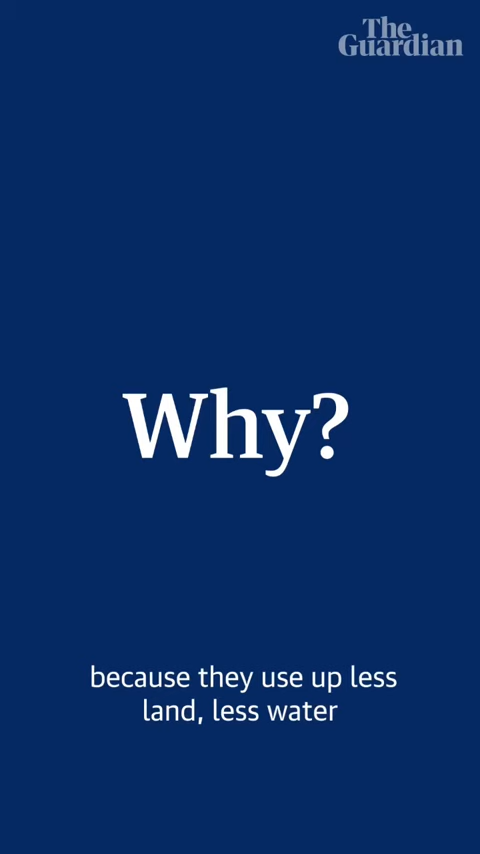 The
Guardian
Why?
because they use up less
land, less water